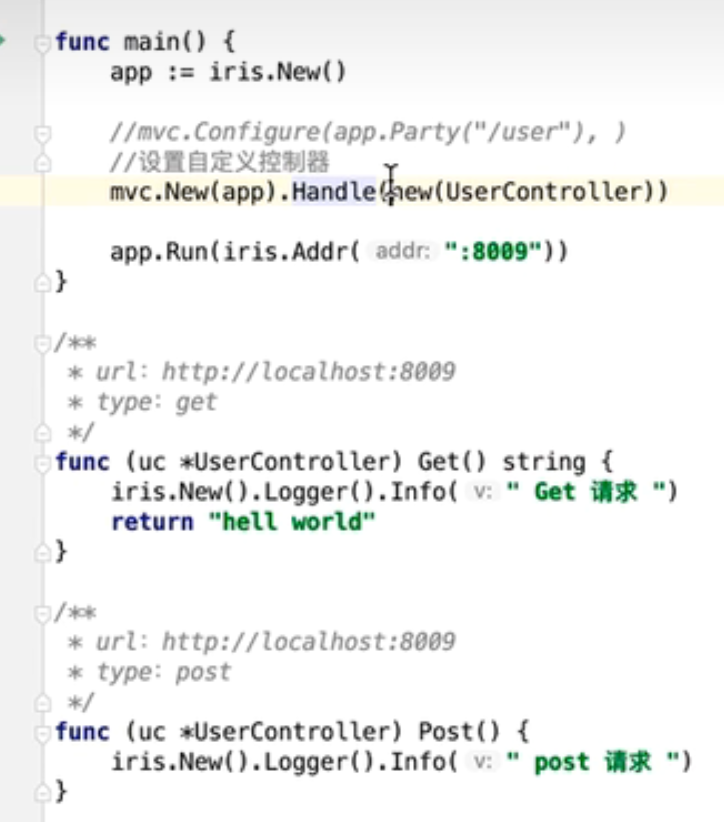 func main() {
    app := iris.New()
    //mvc.Configure(app.Party("/user"), )
    //设置自定义控制器
    mvc.New(app).Handle(new(UserController))
    app.Run(iris.Addr( addr: ":8009"))
}
/**
 * url: http://localhost:8009
 * type: get
 */
func (uc *UserController) Get() string {
    iris.New().Logger().Info( v: " Get 请求 ")
    return "hell world"
}
/**
 * url: http://localhost:8009
 * type: post
 */
func (uc *UserController) Post() {
    iris.New().Logger().Info( v: " post 请求 ")
}